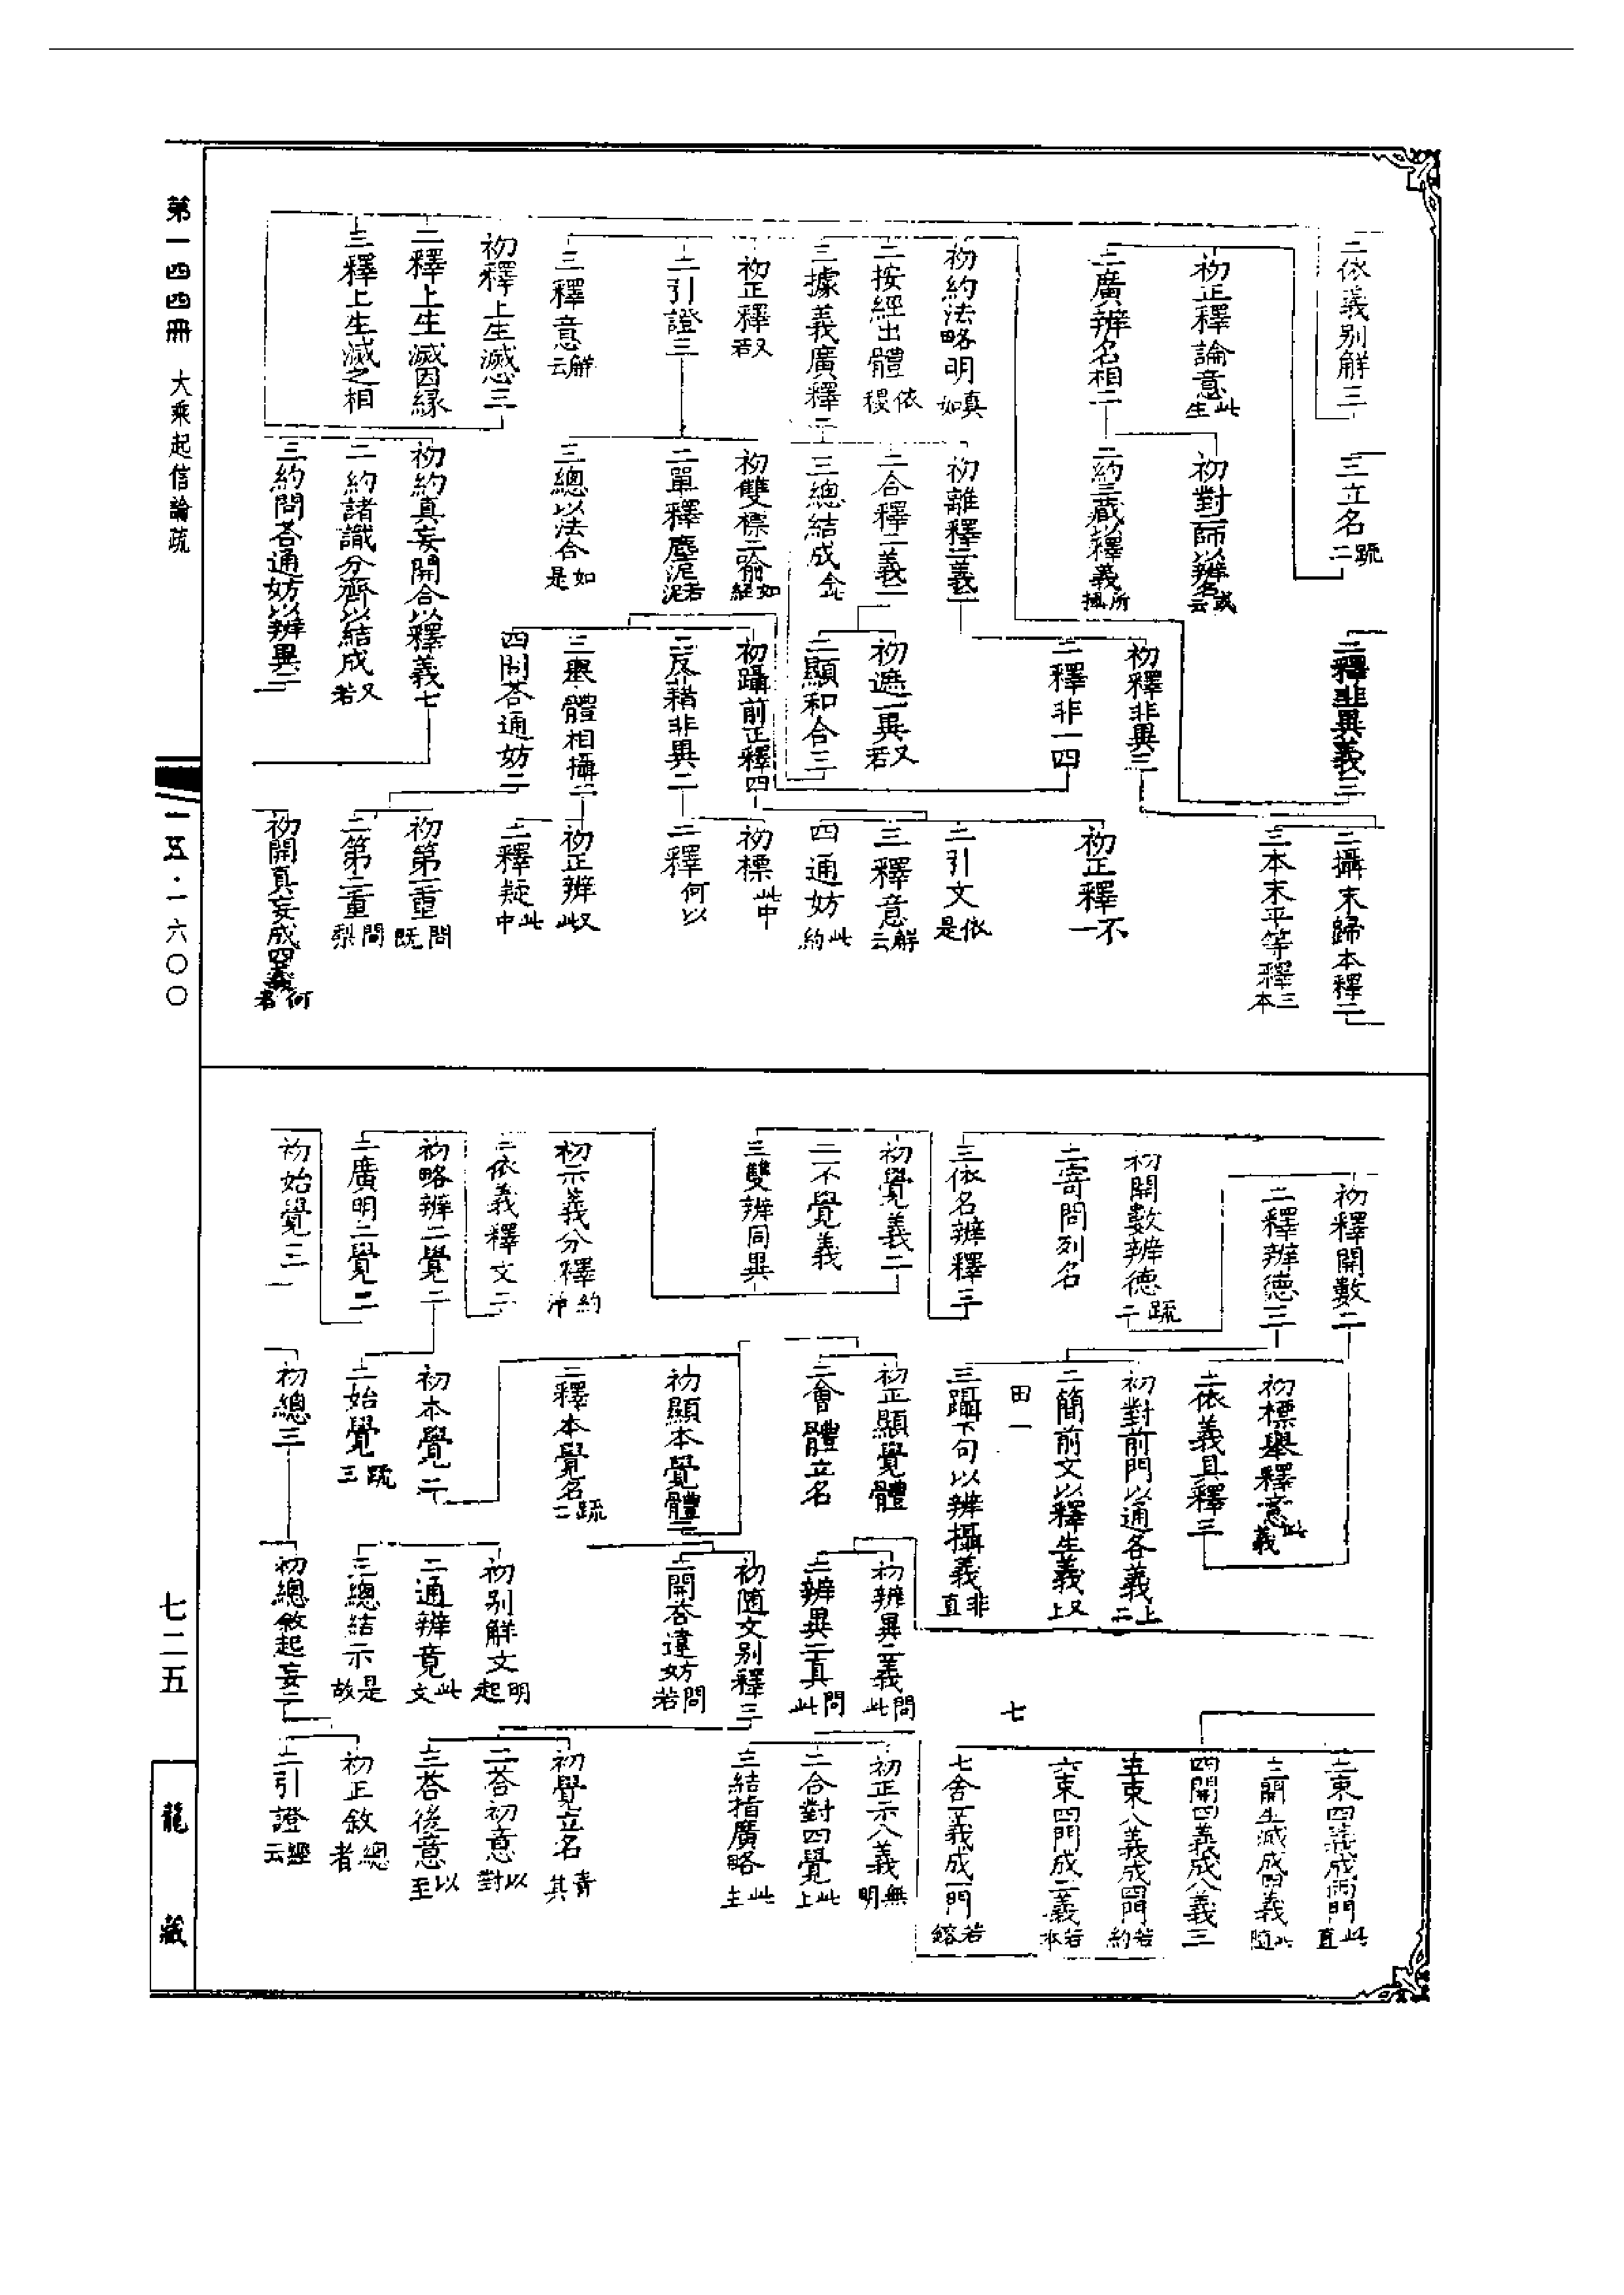 二依義別解三
三立名疏二
二釋非異義三
二攝末歸本釋二
三本末平等釋三本
初正釋論意此生
二廣辨名相二
初對二師以辨名或云
二約三藏以釋義所攝
初釋非異三
二釋非一四
初正釋不一
二引文依是
三釋意解云
四通妨此約
初約法略明真如
二按經出體依稷
三據義廣釋三
初離釋二義二
二合釋二義二
三總結成此
初遮一異又若
二顯和合三
初正釋又若
二引證三
三釋意解云
初雙標二喻如經
二單釋塵泥若泥
三總以法合如是
初躡前正釋四
二反藉非異二
三與體相攝二
四問答通妨二
初標此中
二釋何以
初正辨又此
二釋疑此中
初第一重問既
二第二重問梨
初釋上生滅心三
二釋上生滅因緣
三釋上生滅之相
初約真妄開合以釋義七
二約諸識分齊以結成又若
三約問答通妨以辨異二
初開真妄成四義何者
初釋開數二
二釋辨德三
初標舉釋意此義
二依義具釋三
二束四義成兩門此直
三開生滅成四義此隨
四開四義成八義三
五束八義成四門若約
六束四門成二義若本
七舍二義成一門若鎔
初開數辨德疏二
二寄問列名
三依名辨釋三
初對前門以通各義上二
二簡前文以釋生義又上
三躡下句以辨攝義非直
田一
七
初覺義二
二不覺義
三雙辨同異
初正顯覺體
二會體立名
初辨異二義問此
二辨異二真問此
初正示八義無明
二合對四覺此上
三結指廣略此生
初示義分釋約
二依義釋文二
初顯本覺體二
二釋本覺名疏二
初隨文別釋三
二開答違妨問若
初覺立名責其
二答初意以對
三答後意以至
初略辨二覺二
二廣明二覺二
初本覺二
二始覺疏三
初別解文明起
二通辨竟此文
三總結示是故
初始覺三
初總三
初總敘起妄二
初正敘總者
二引證經云
第一四四冊 大乘起信論疏
一五·一六〇〇
七二五
龍藏